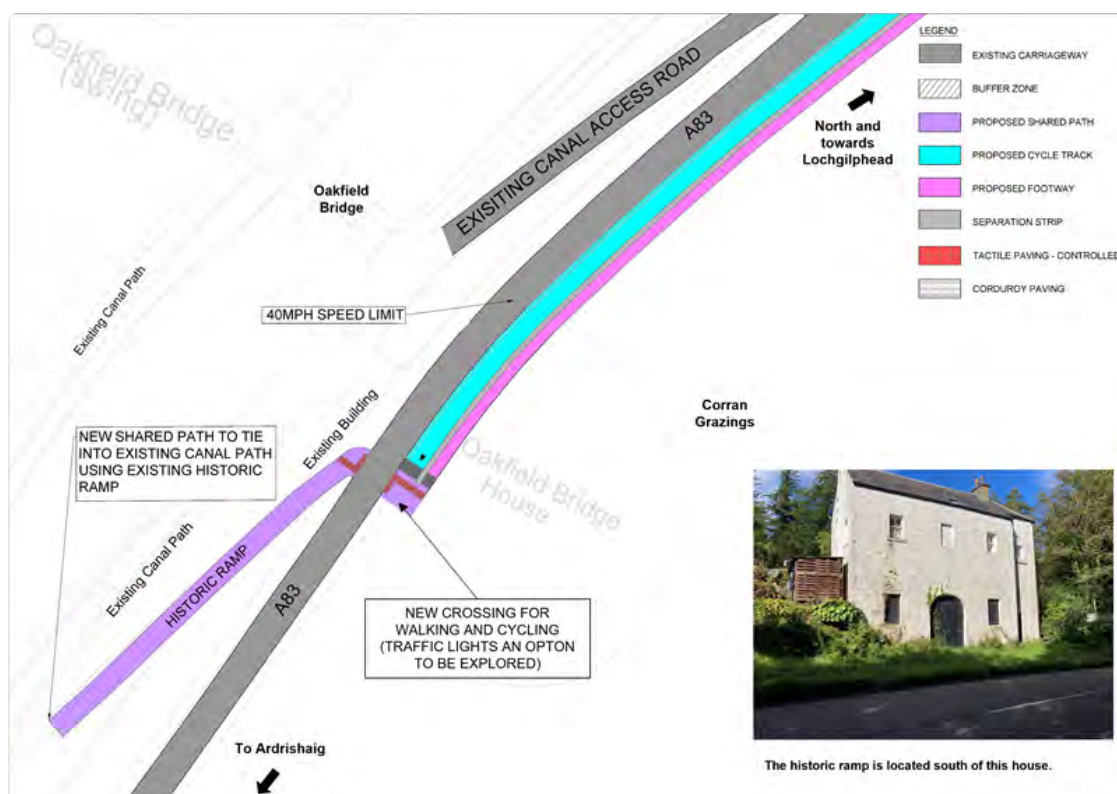 Oakfield Bridge
(Swing)
EXISITING CANAL ACCESS ROAD
A83
North and
towards
Lochgilphead
LEGEND
EXISTING CARRIAGEWAY
BUFFER ZONE
PROPOSED SHARED PATH
PROPOSED CYCLE TRACK
PROPOSED FOOTWAY
SEPARATION STRIP
TACTILE PAVING - CONTROLLED
CORDUROY PAVING
Oakfield
Bridge
Existing Canal Path
40MPH SPEED LIMIT
Corran
Grazings
Existing Building
NEW SHARED PATH TO TIE
INTO EXISTING CANAL PATH
USING EXISTING HISTORIC
RAMP
Oakfield Bridge
House
Existing Canal Path
HISTORIC RAMP
A83
NEW CROSSING FOR
WALKING AND CYCLING
(TRAFFIC LIGHTS AN OPTON
TO BE EXPLORED)
To Ardrishaig
The historic ramp is located south of this house.